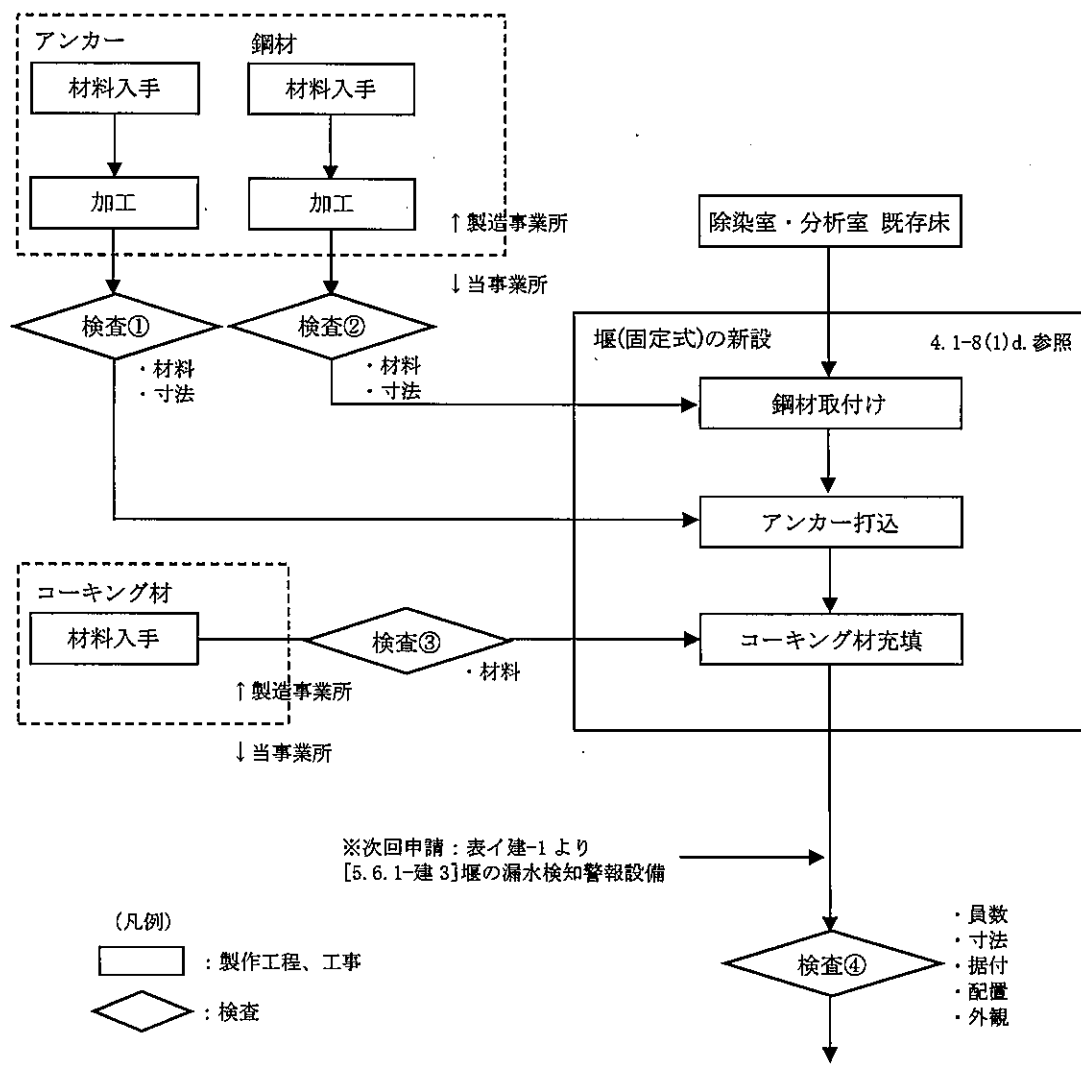 アンカー
鋼材
材料入手
材料入手
加工
加工
↑製造事業所
↓当事業所
検査①
検査②
・材料
・寸法
・材料
・寸法
除染室・分析室 既存床
堰(固定式)の新設
4.1-8(1)d.参照
鋼材取付け
アンカー打込
コーキング材
材料入手
検査③
・材料
コーキング材充填
↑製造事業所
↓当事業所
※次回申請：表イ建-1 より
[5.6.1-建 3]堰の漏水検知警報設備
検査④
・員数
・寸法
・据付
・配置
・外観
(凡例)
：製作工程、工事
：検査